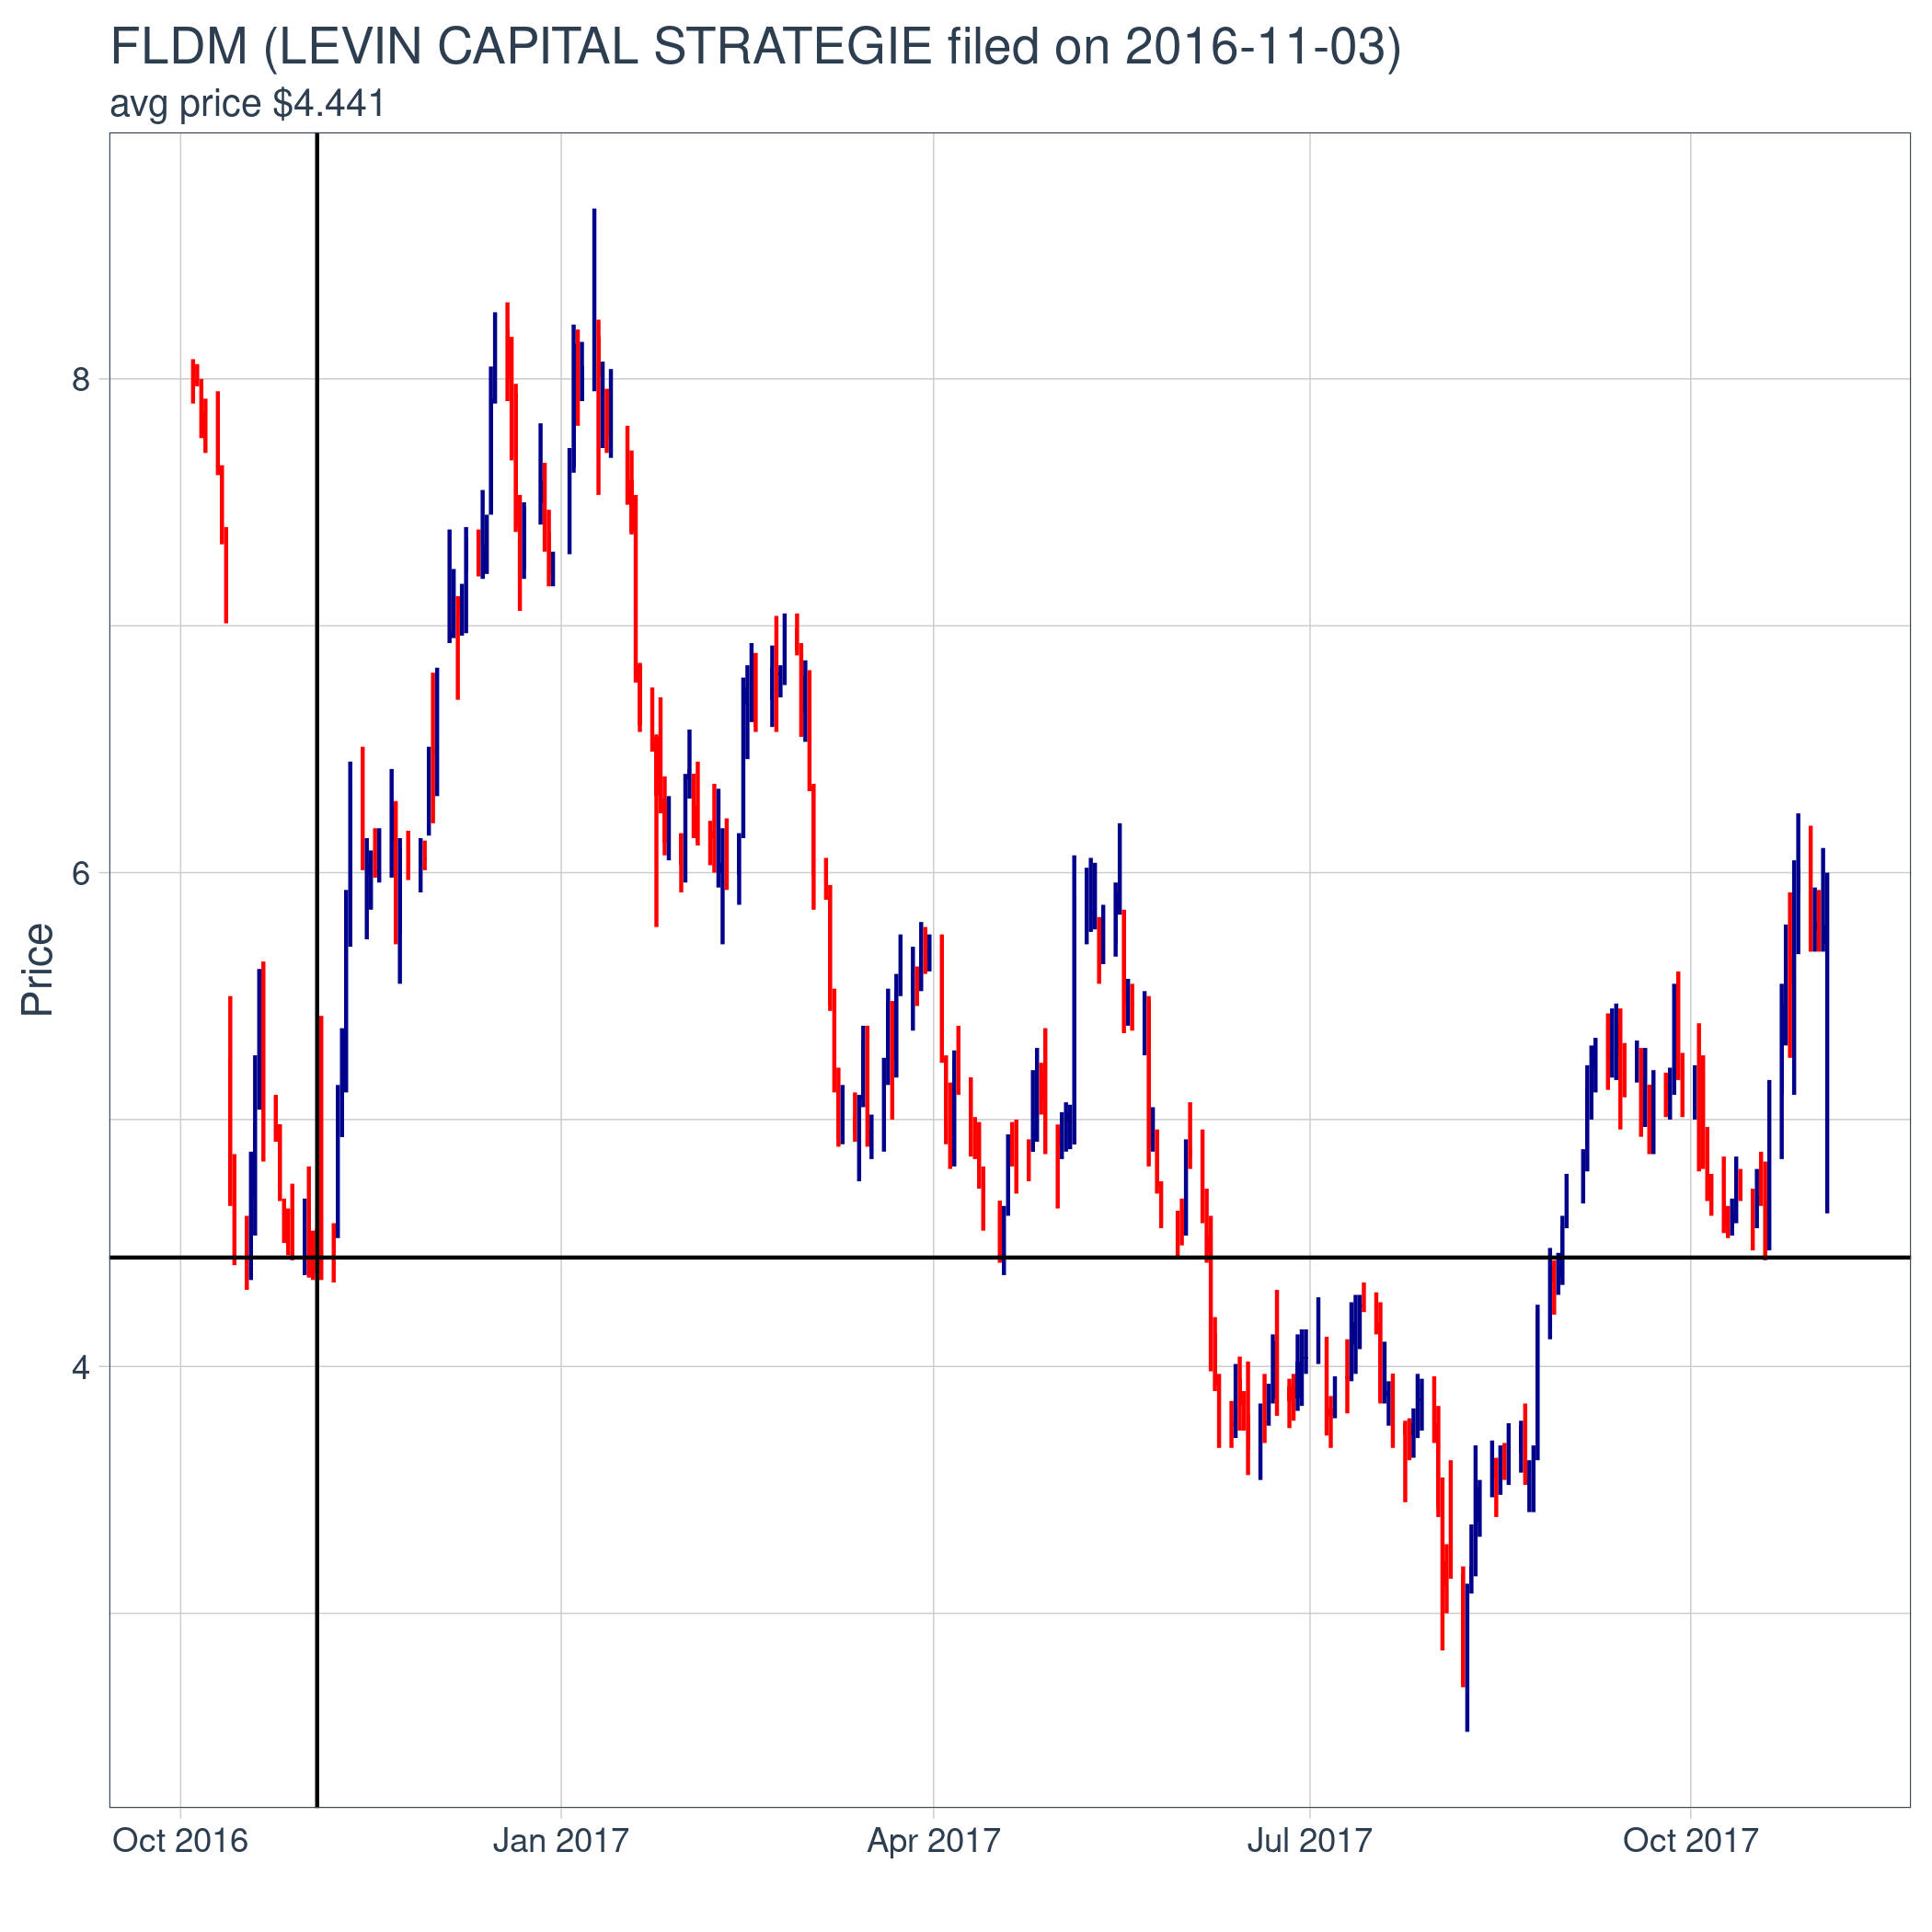 FLDM (LEVIN CAPITAL STRATEGIE filed on 2016-11-03)
avg price $4.441
8
6
4
Price
Oct 2016
Jan 2017
Apr 2017
Jul 2017
Oct 2017